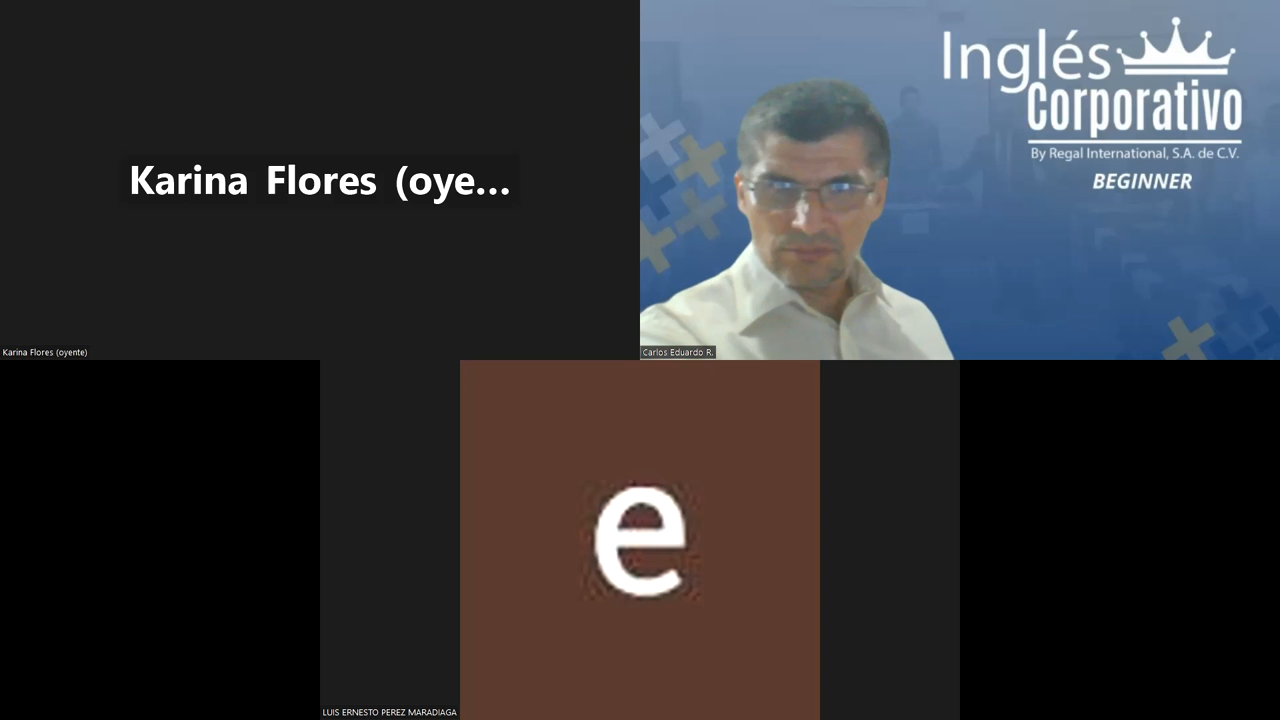 Karina Flores (oye...
Karina Flores (oyente)
Inglés
Corporativo
By Regal International, S.A. de C.V.
BEGINNER
Carlos Eduardo R.
e
LUIS ERNESTO PEREZ MARADIAGA